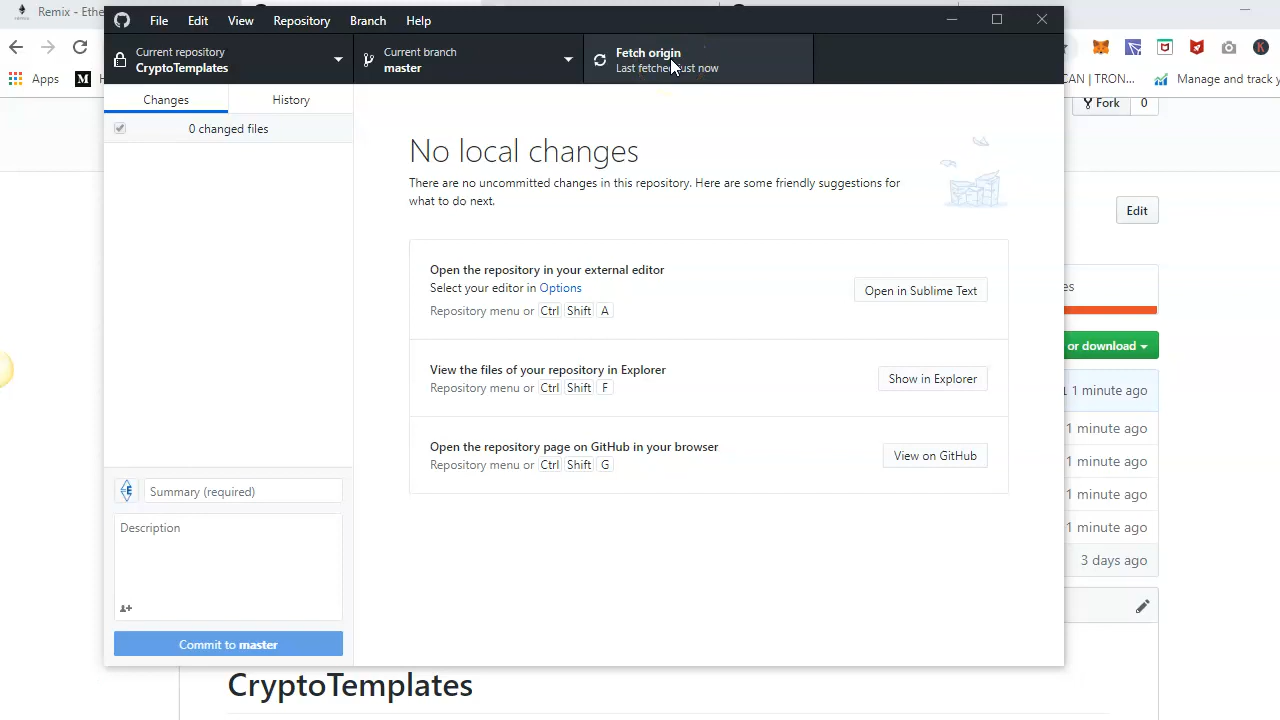 Remix - Ethe
File Edit View Repository Branch Help
Current repository
CryptoTemplates
Current branch
master
Fetch origin
Last fetched just now
Apps
CAN | TRON...
Manage and track y
Changes
History
Fork 0
0 changed files
No local changes
There are no uncommitted changes in this repository. Here are some friendly suggestions for
what to do next.
Edit
Open the repository in your external editor
Select your editor in Options
Repository menu or Ctrl Shift A
Open in Sublime Text
es
or download
View the files of your repository in Explorer
Repository menu or Ctrl Shift F
Show in Explorer
1 minute ago
1 minute ago
1 minute ago
1 minute ago
1 minute ago
3 days ago
Open the repository page on GitHub in your browser
Repository menu or Ctrl Shift G
View on GitHub
Summary (required)
Description
Commit to master
CryptoTemplates